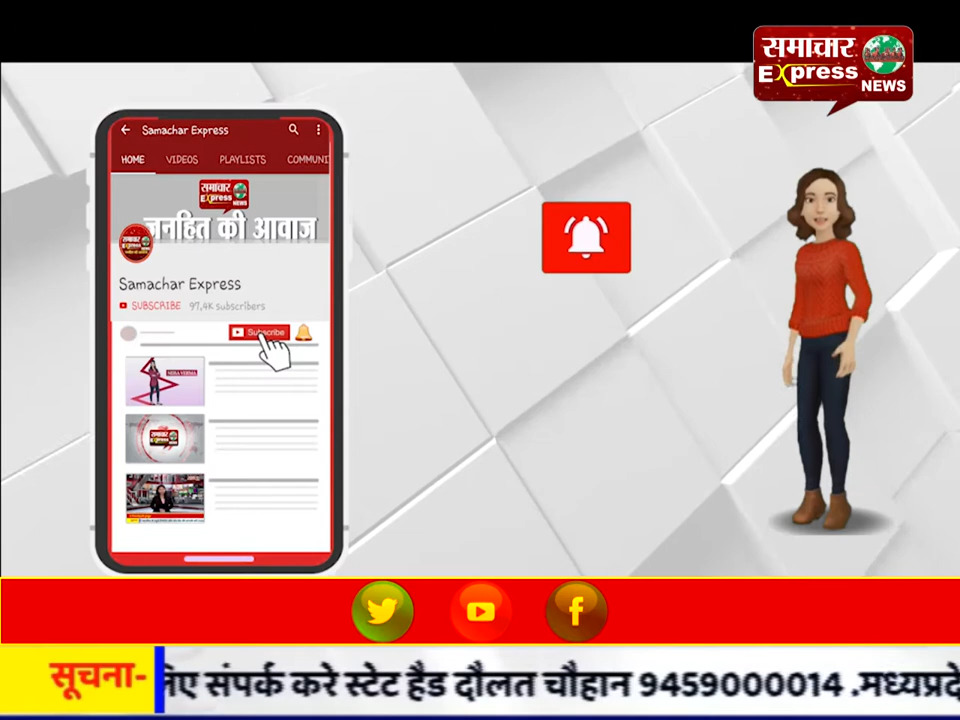 समाचार
Express
NEWS
Samachar Express
HOME VIDEOS PLAYLISTS COMMUNI
समाचार
Express
NEWS
जनहित की आवाज
Samachar Express
SUBSCRIBE 97.4K subscribers
Subscribe
सूचना- लिए संपर्क करे स्टेट हैड दौलत चौहान 9459000014 .मध्यप्रदे